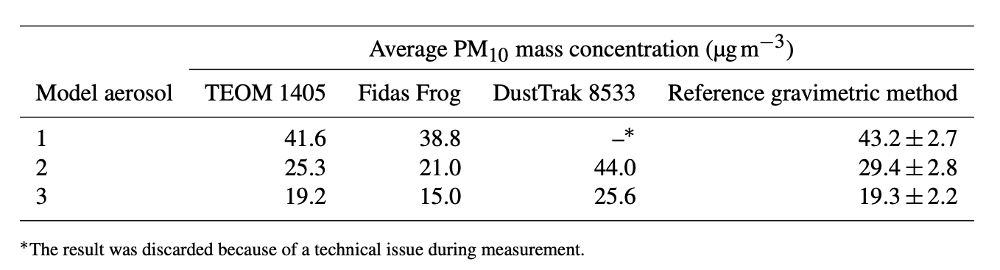 Average PM₁₀ mass concentration (µg m⁻³)
Model aerosol TEOM 1405 Fidas Frog DustTrak 8533 Reference gravimetric method
1 41.6 38.8 –* 43.2 ± 2.7
2 25.3 21.0 44.0 29.4 ± 2.8
3 19.2 15.0 25.6 19.3 ± 2.2
*The result was discarded because of a technical issue during measurement.